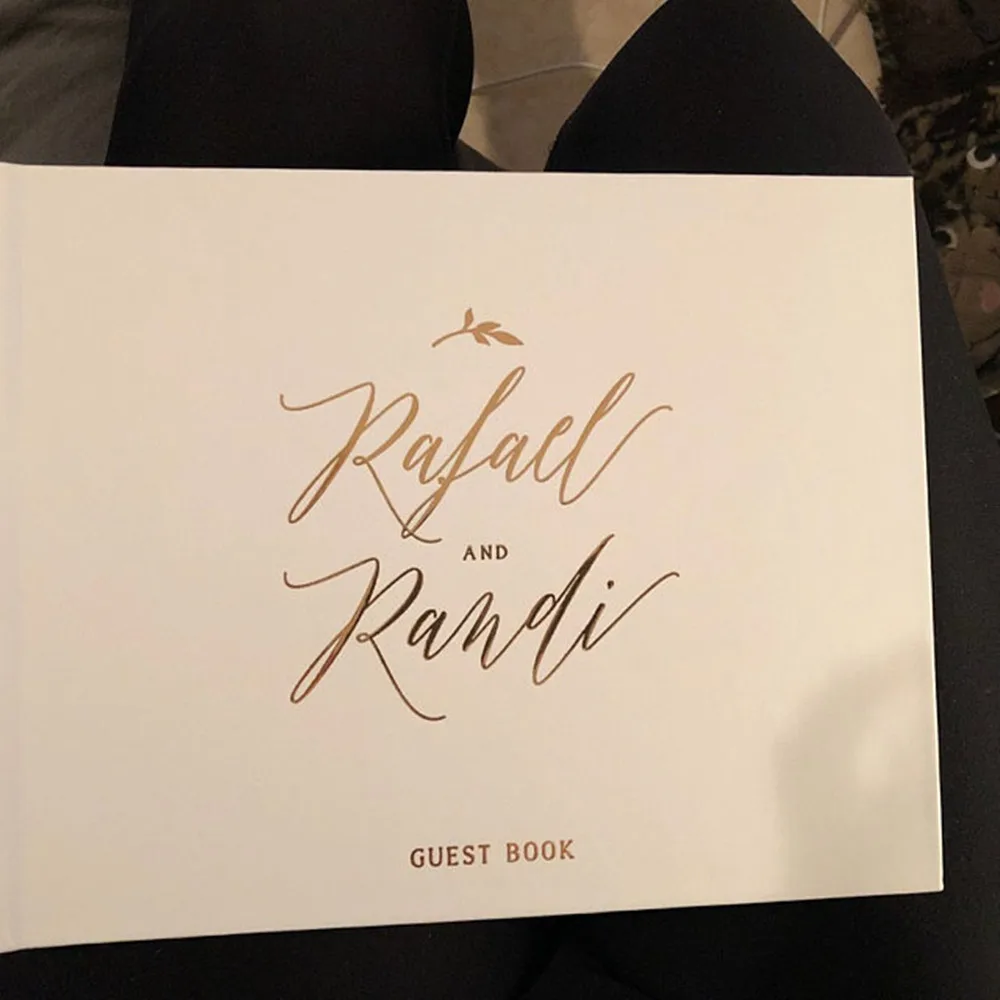 Rafael
AND
Randi
GUEST BOOK